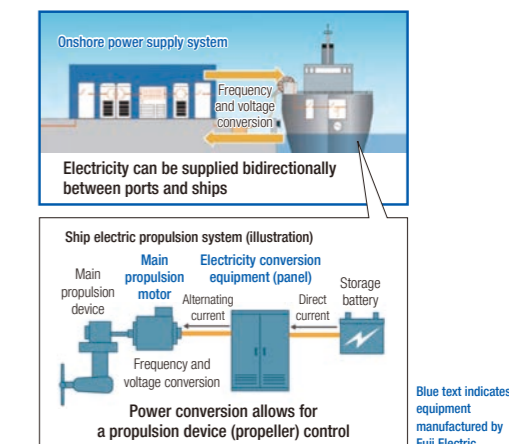 Onshore power supply system
Frequency
and voltage
conversion
Electricity can be supplied bidirectionally
between ports and ships
Ship electric propulsion system (illustration)
Main
propulsion
device
Main
propulsion
motor
Electricity conversion
equipment (panel)
Alternating
current
Direct
current
Storage
battery
Frequency and
voltage conversion
Power conversion allows for
a propulsion device (propeller) control
Blue text indicates
equipment
manufactured by
Fuji Electric